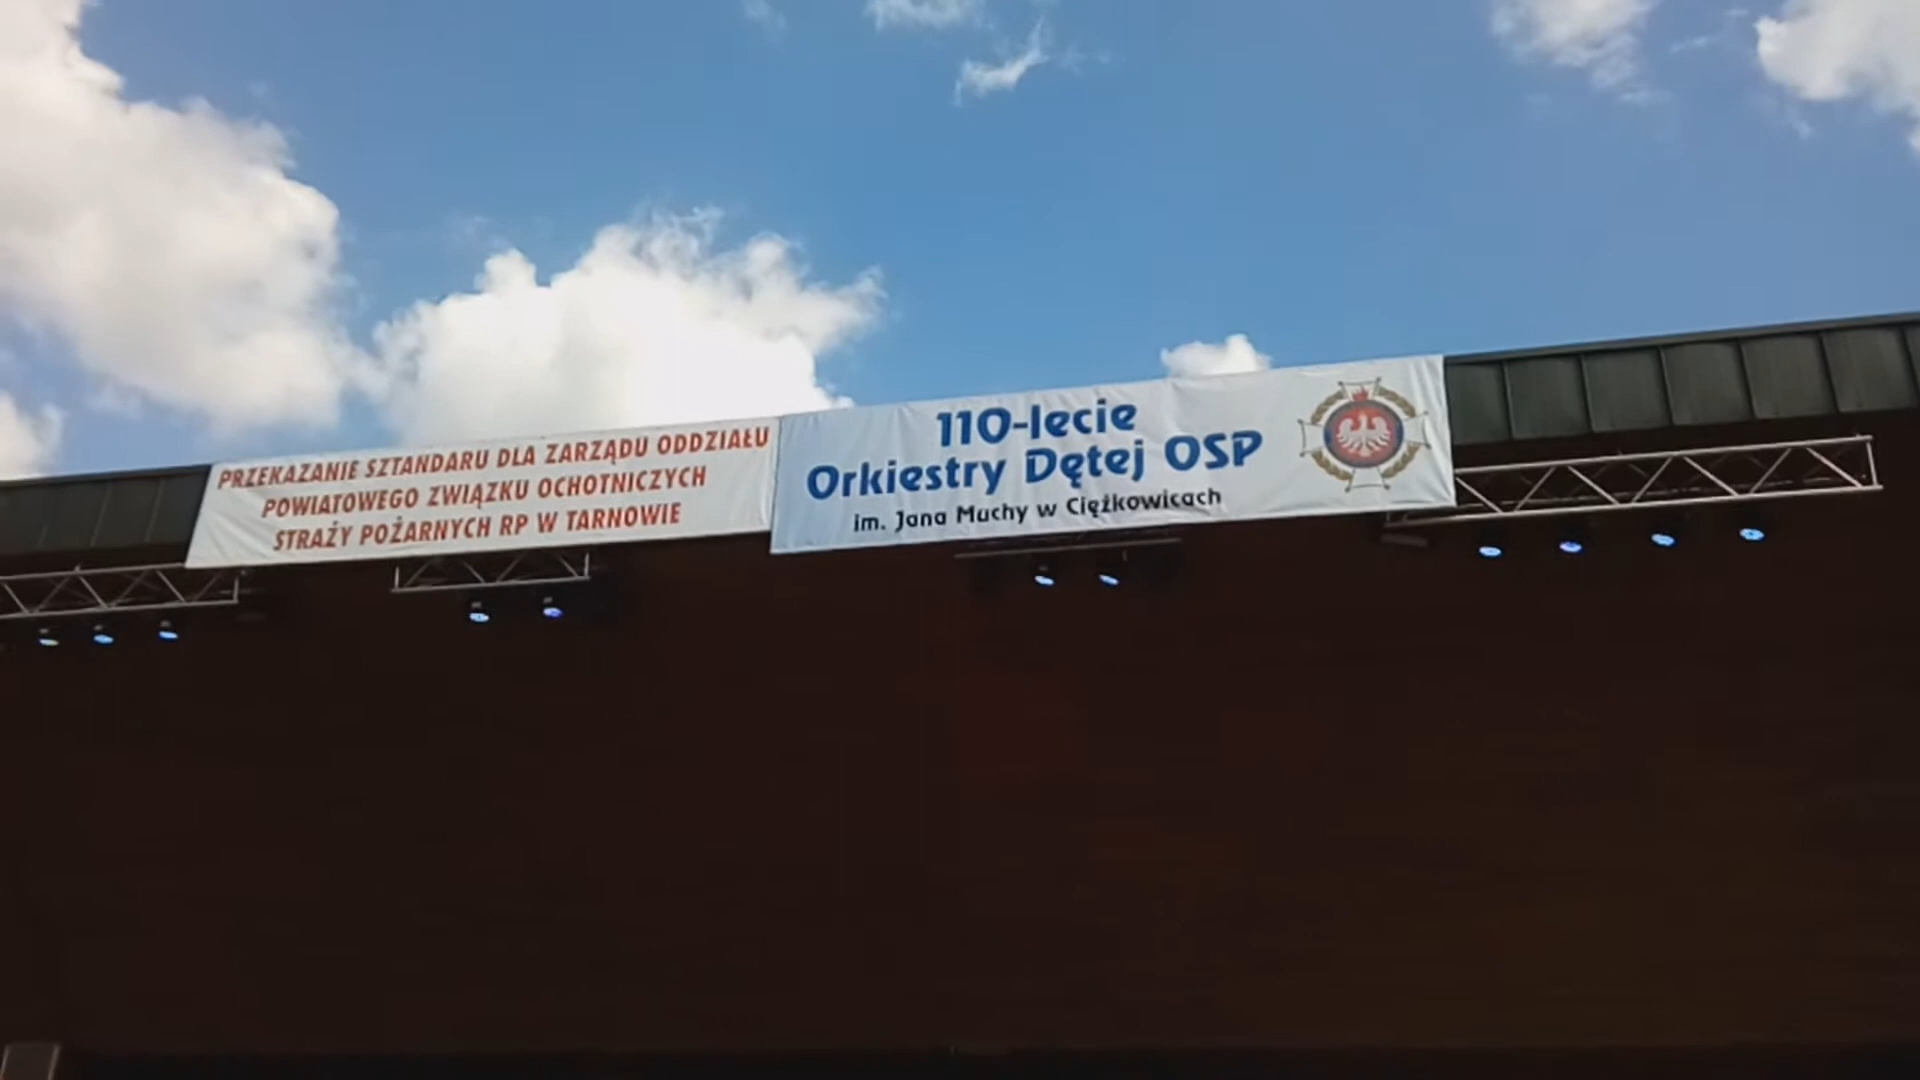 PRZEKAZANIE SZTANDARU DLA ZARZĄDU ODDZIAŁU
POWIATOWEGO ZWIĄZKU OCHOTNICZYCH
STRAŻY POŻARNYCH RP W TARNOWIE
110-lecie
Orkiestry Dętej OSP
im. Jana Muchy w Ciężkowicach